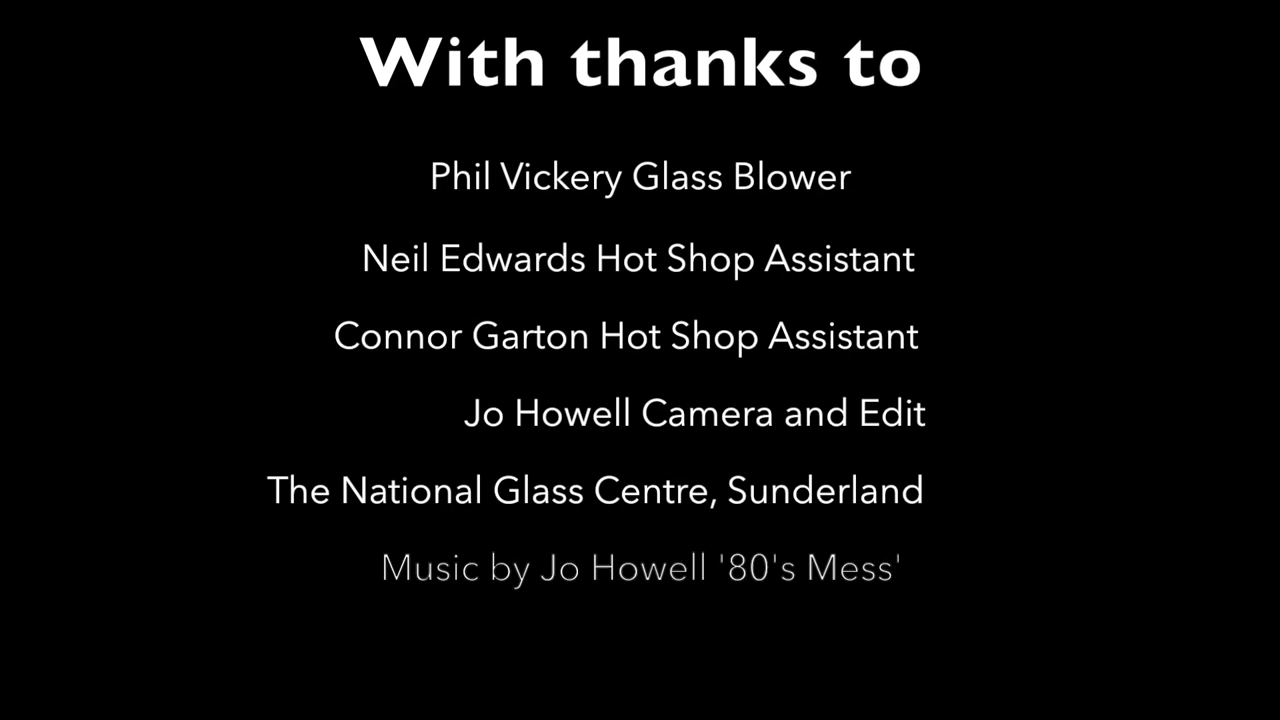 With thanks to
Phil Vickery Glass Blower
Neil Edwards Hot Shop Assistant
Connor Garton Hot Shop Assistant
Jo Howell Camera and Edit
The National Glass Centre, Sunderland
Music by Jo Howell '80's Mess'